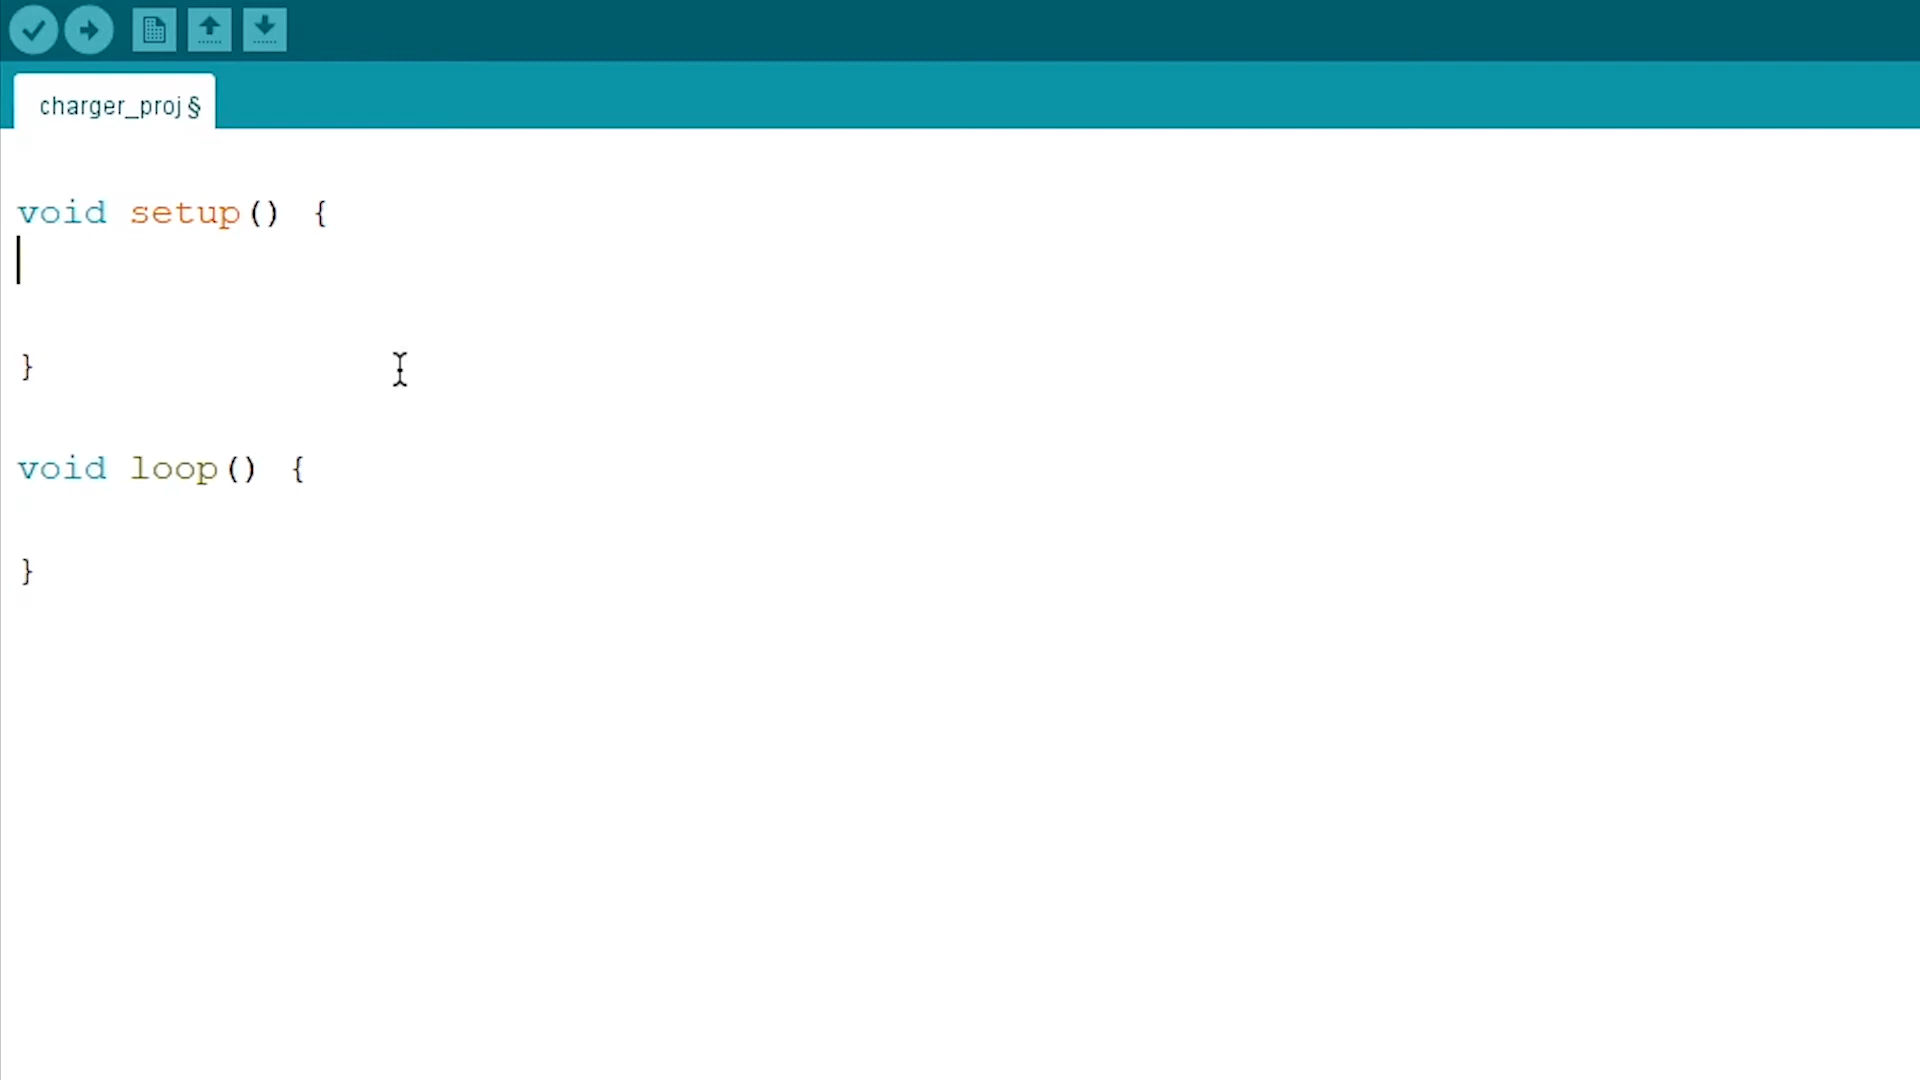 charger_proj §
void setup() {
}
void loop() {
}